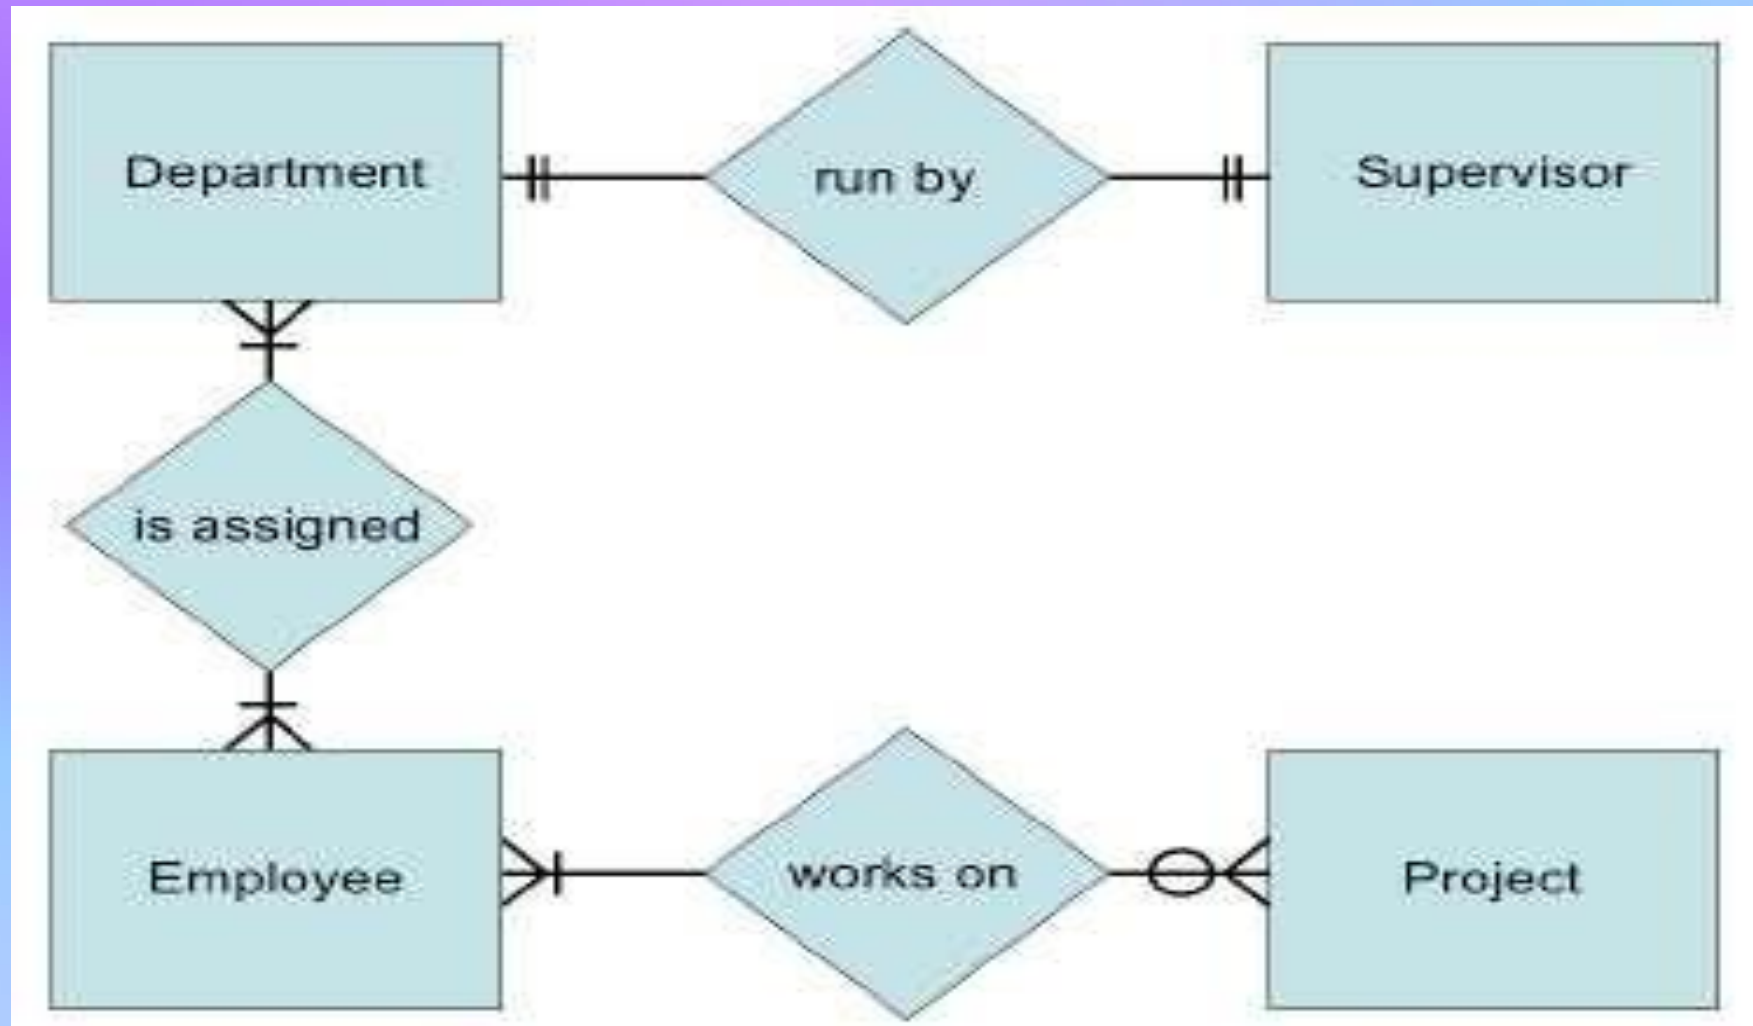 Department
run by
Supervisor
is assigned
Employee
works on
Project